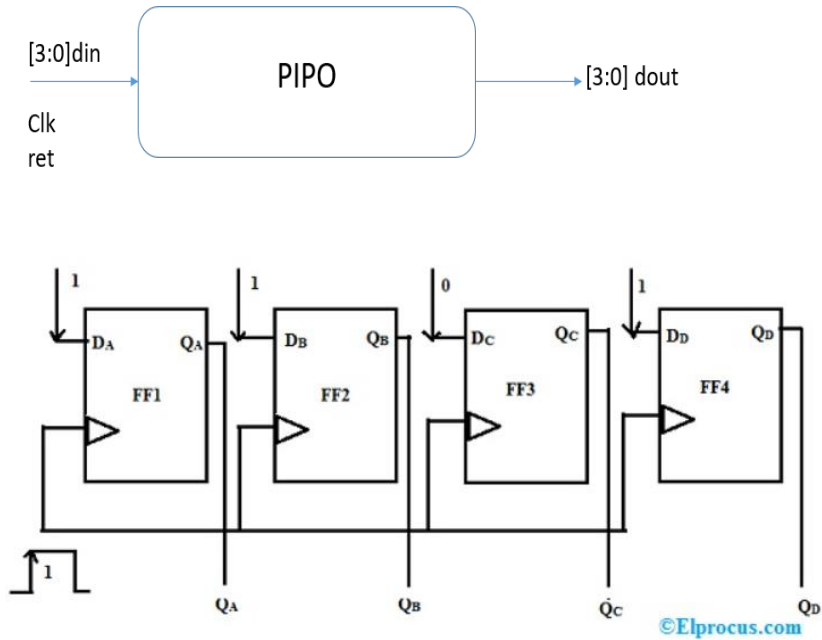 [3:0]din
PIPO
[3:0] dout
Clk
ret
1
1
0
1
DA
QA
DB
QB
DC
QC
DD
QD
FF1
FF2
FF3
FF4
1
QA
QB
QC
QD
©Elprocus.com